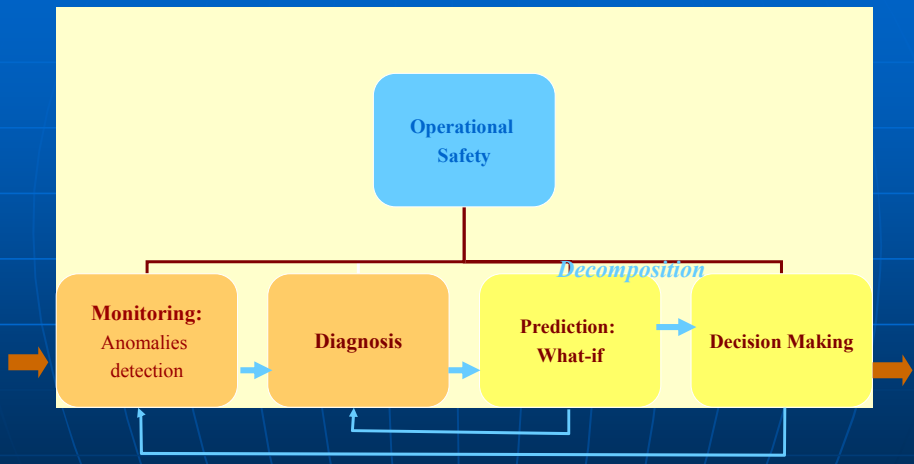 Operational
Safety
Decomposition
Monitoring:
Anomalies
detection
Diagnosis
Prediction:
What-if
Decision Making